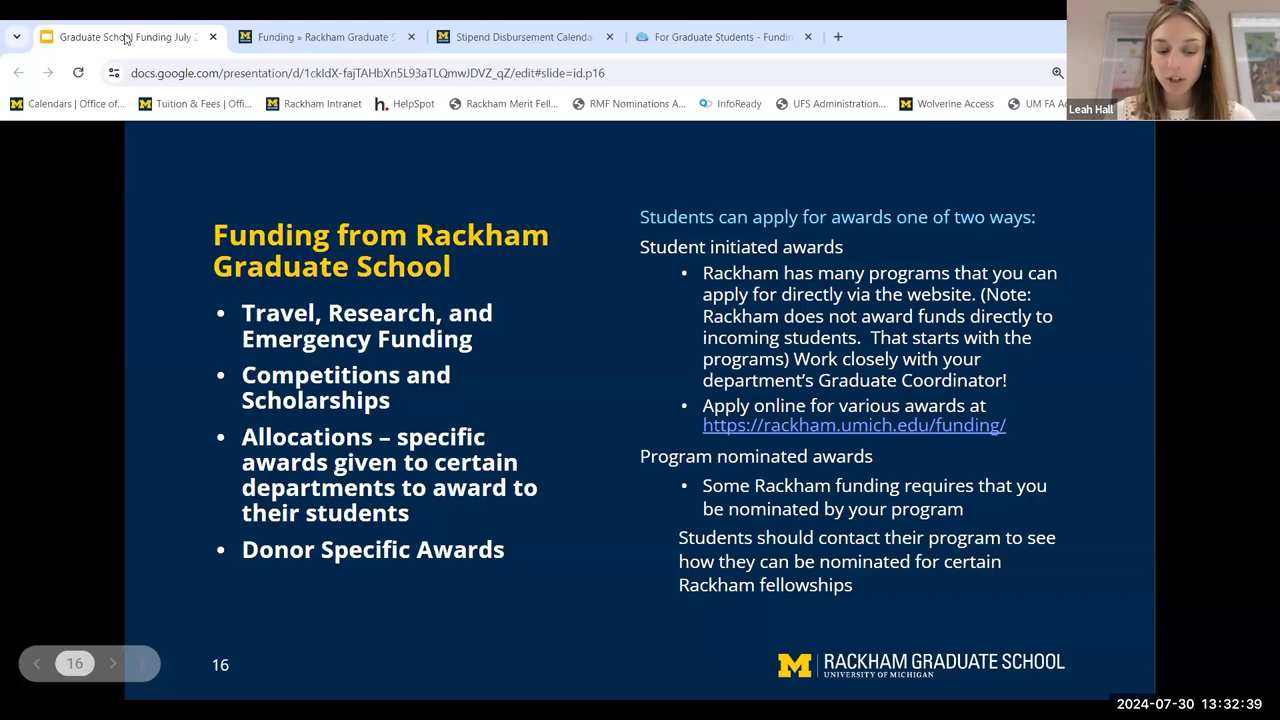 Graduate School Funding July 2
Funding » Rackham Graduate S
Stipend Disbursement Calenda
For Graduate Students - Fundin
docs.google.com/presentation/d/1ckIdX-fajTAHbXn5L93aTLQmwJDVZ_qZ/edit#slide=id.p16
Calendars | Office of...
Tuition & Fees | Offi...
Rackham Intranet
h. HelpSpot
Rackham Merit Fell...
RMF Nominations A...
InfoReady
UFS Administration...
Wolverine Access
UM FA Ac
Leah Hall
Funding from Rackham
Graduate School
• Travel, Research, and
Emergency Funding
• Competitions and
Scholarships
• Allocations – specific
awards given to certain
departments to award to
their students
• Donor Specific Awards
Students can apply for awards one of two ways:
Student initiated awards
• Rackham has many programs that you can
apply for directly via the website. (Note:
Rackham does not award funds directly to
incoming students.  That starts with the
programs) Work closely with your
department’s Graduate Coordinator!
• Apply online for various awards at
https://rackham.umich.edu/funding/
Program nominated awards
• Some Rackham funding requires that you
be nominated by your program
Students should contact their program to see
how they can be nominated for certain
Rackham fellowships
16
16
M RACKHAM GRADUATE SCHOOL
UNIVERSITY OF MICHIGAN
2024-07-30 13:32:39